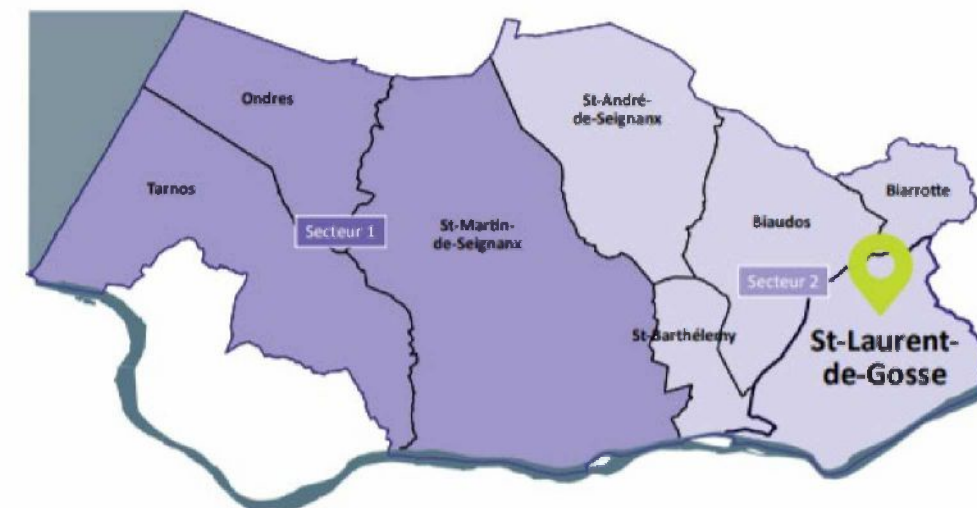 Ondres
St-André-
de-Seignanx
Tarnos
Biarrotte
Secteur 1
St-Martin-
de-Seignanx
Biaudos
Secteur 2
St-Barthélemy
St-Laurent-
de-Gosse